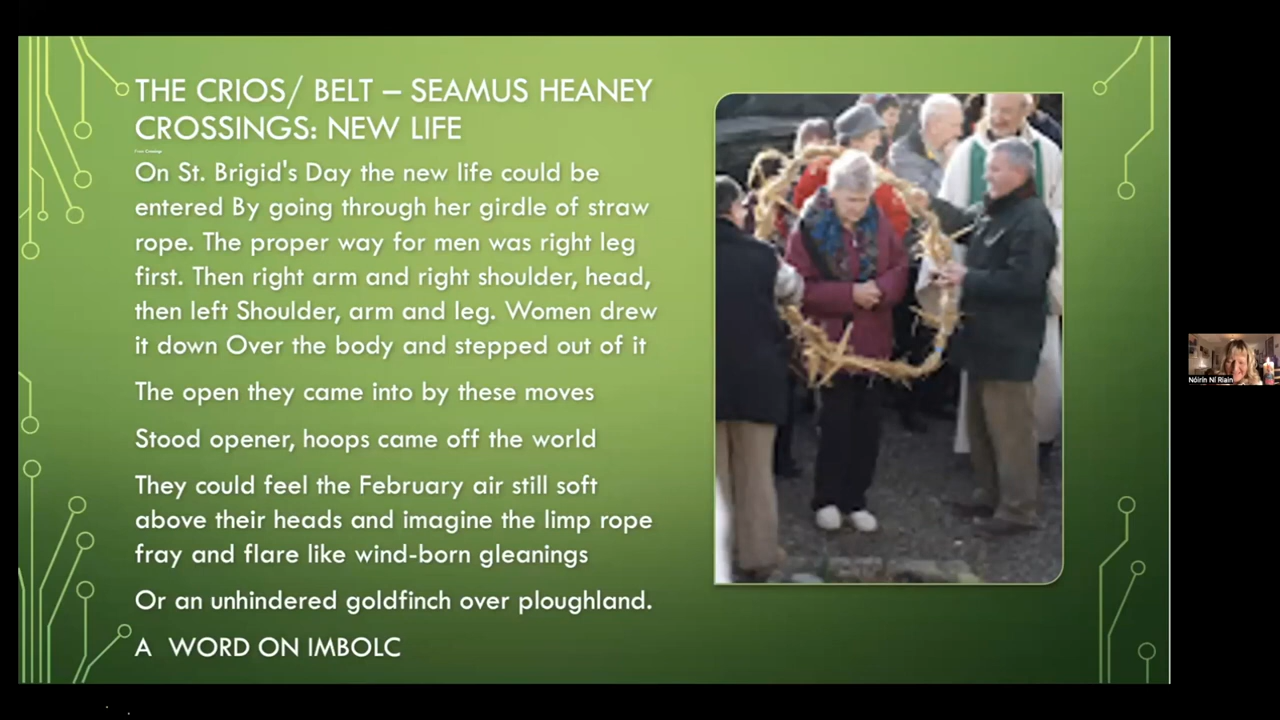 THE CRIOS/ BELT – SEAMUS HEANEY
CROSSINGS: NEW LIFE
From Crossings
On St. Brigid's Day the new life could be
entered By going through her girdle of straw
rope. The proper way for men was right leg
first. Then right arm and right shoulder, head,
then left Shoulder, arm and leg. Women drew
it down Over the body and stepped out of it
The open they came into by these moves
Stood opener, hoops came off the world
They could feel the February air still soft
above their heads and imagine the limp rope
fray and flare like wind-born gleanings
Or an unhindered goldfinch over ploughland.
A WORD ON IMBOLC
Nóirín Ní Riain